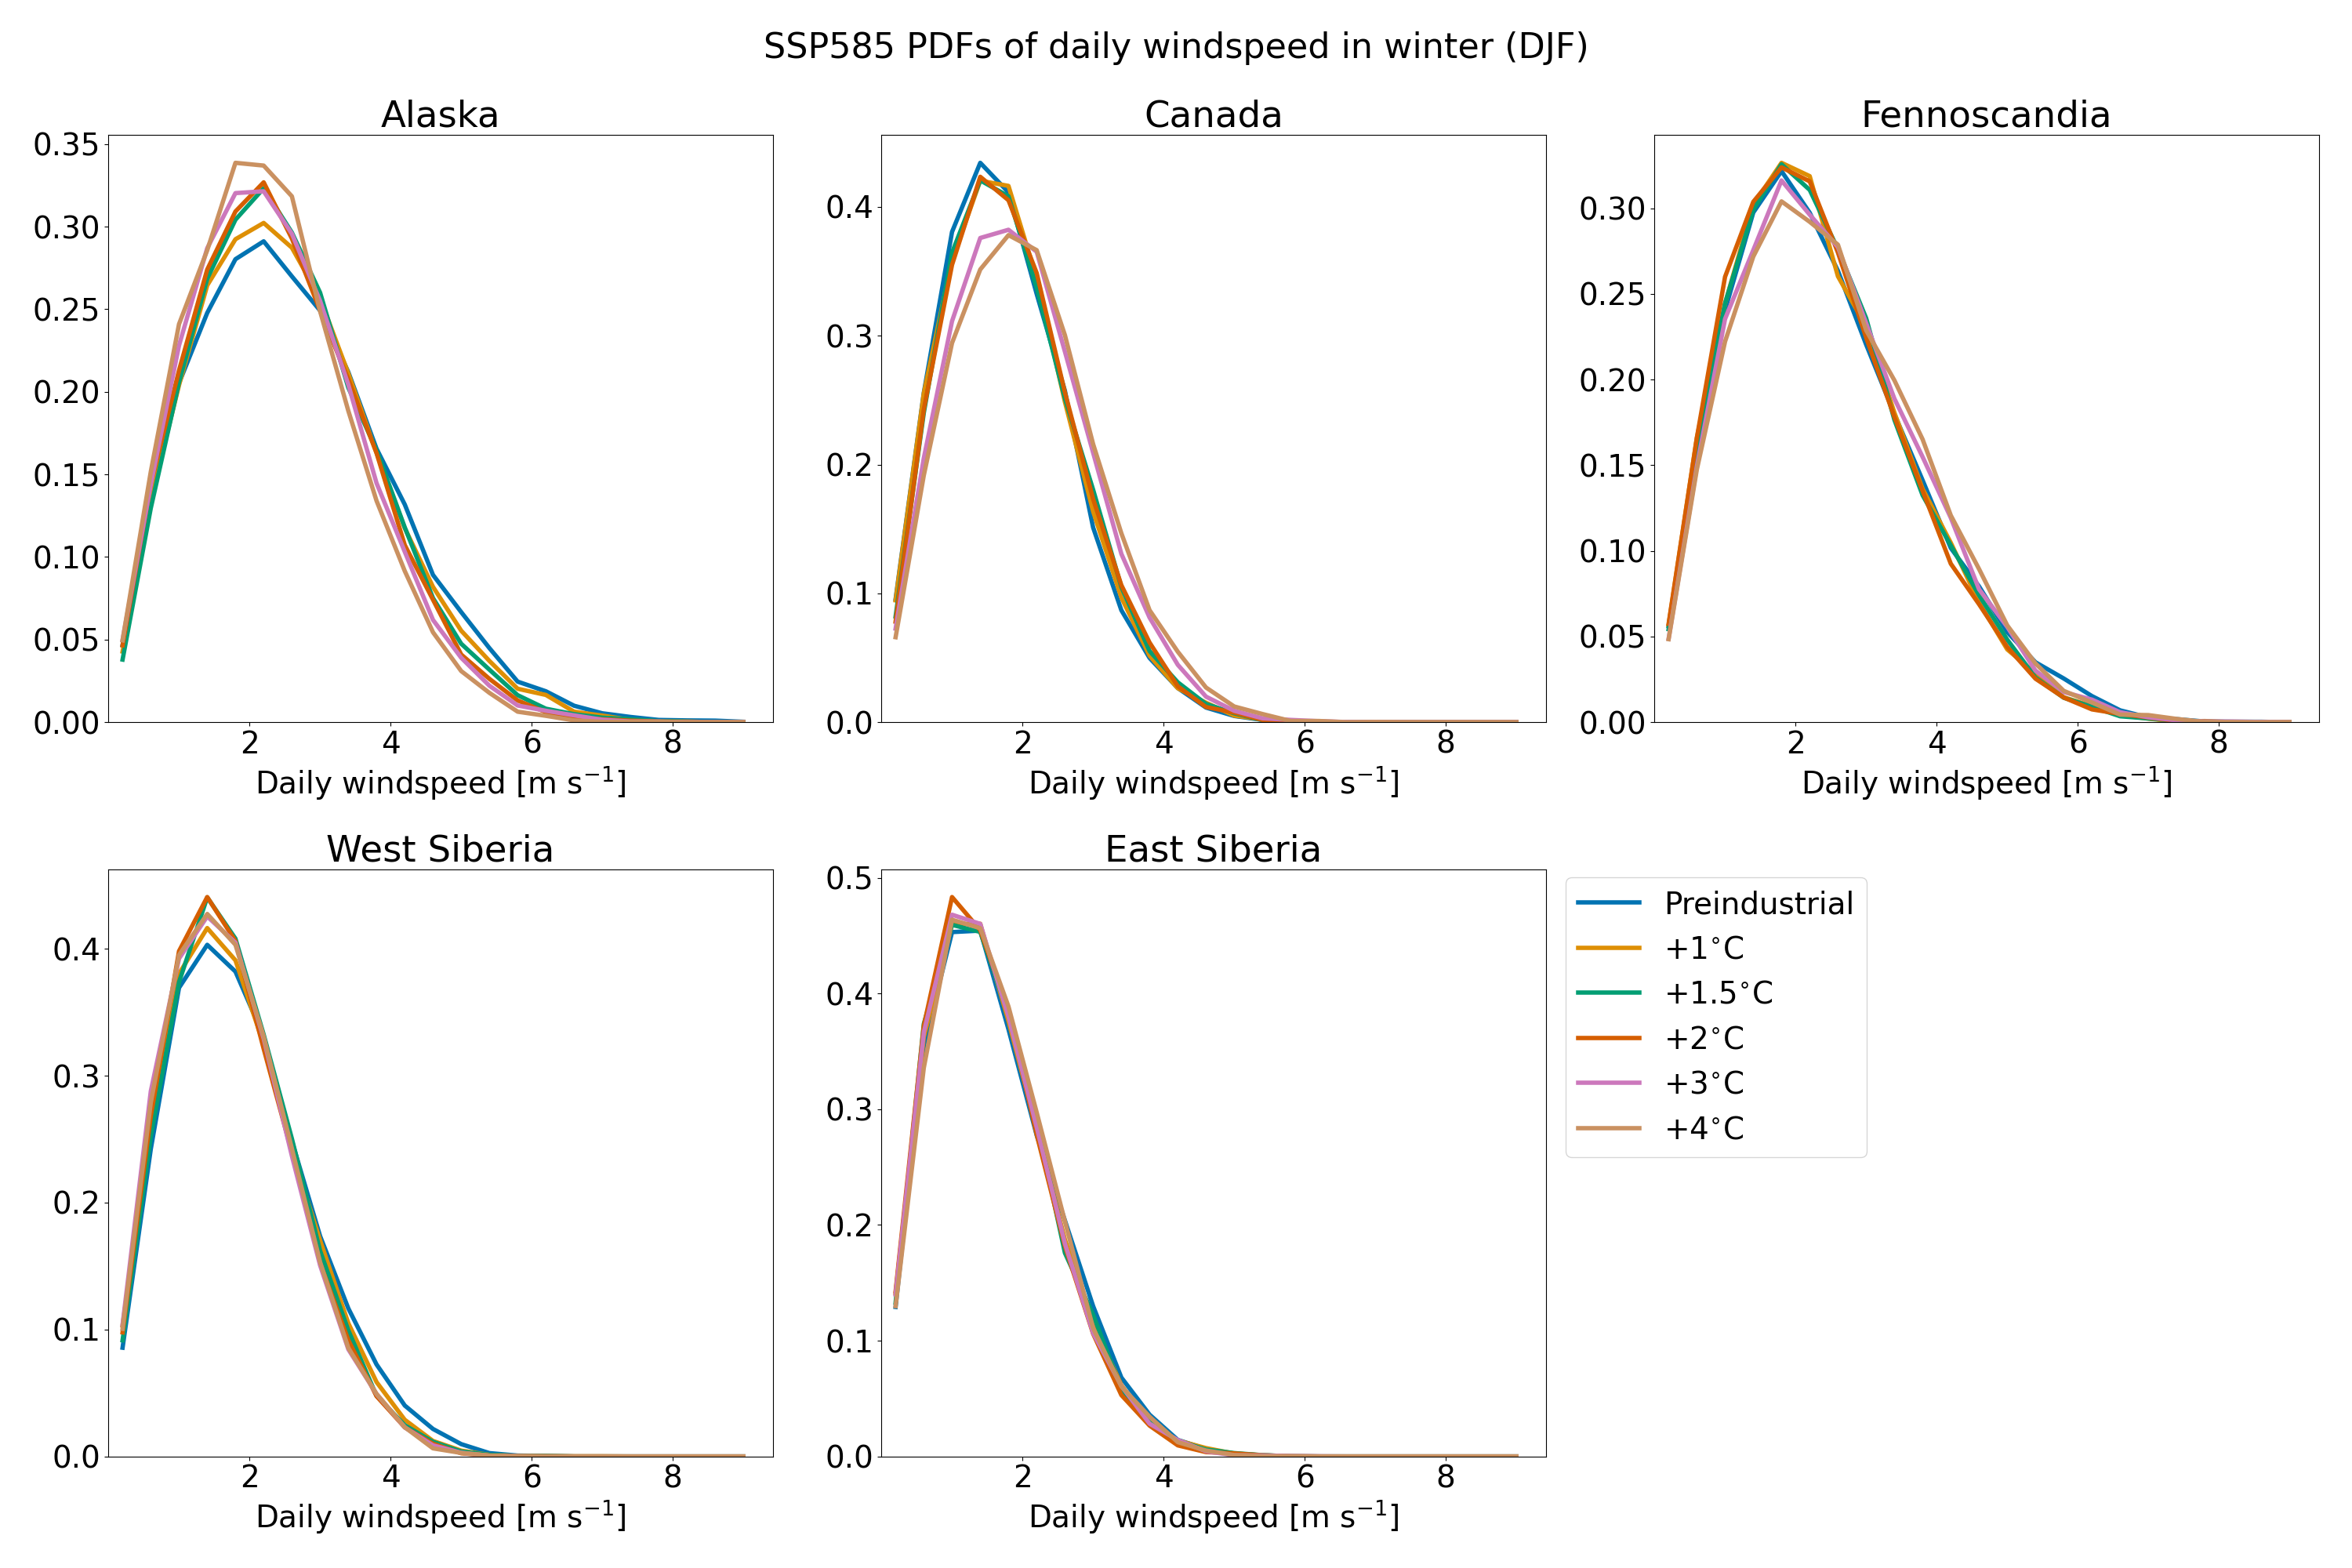 SSP585 PDFs of daily windspeed in winter (DJF)
Alaska
0.35
0.30
0.25
0.20
0.15
0.10
0.05
0.00
2 4 6 8
Daily windspeed [m s⁻¹]
Canada
0.4
0.3
0.2
0.1
0.0
2 4 6 8
Daily windspeed [m s⁻¹]
Fennoscandia
0.30
0.25
0.20
0.15
0.10
0.05
0.00
2 4 6 8
Daily windspeed [m s⁻¹]
West Siberia
0.4
0.3
0.2
0.1
0.0
2 4 6 8
Daily windspeed [m s⁻¹]
East Siberia
0.5
0.4
0.3
0.2
0.1
0.0
2 4 6 8
Daily windspeed [m s⁻¹]
Preindustrial
+1°C
+1.5°C
+2°C
+3°C
+4°C